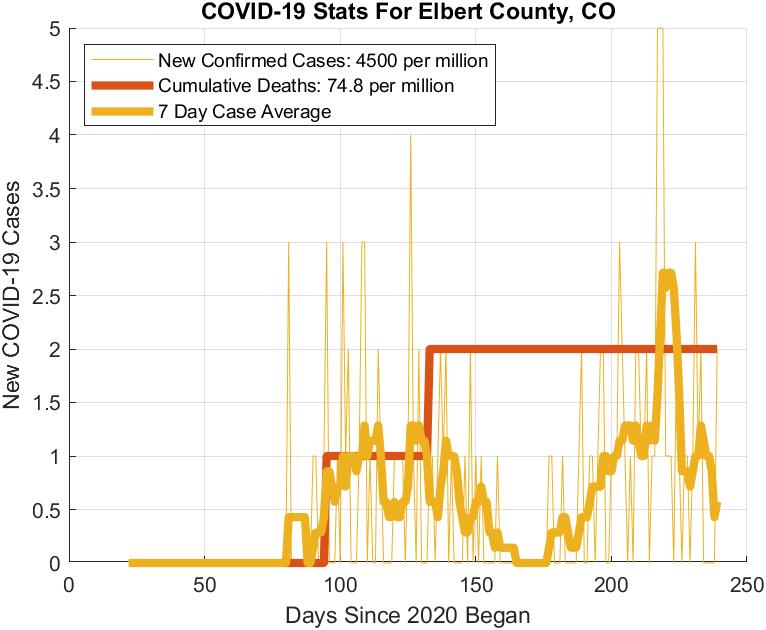 COVID-19 Stats For Elbert County, CO
New Confirmed Cases: 4500 per million
Cumulative Deaths: 74.8 per million
7 Day Case Average
New COVID-19 Cases
5
4.5
4
3.5
3
2.5
2
1.5
1
0.5
0
0 50 100 150 200 250
Days Since 2020 Began